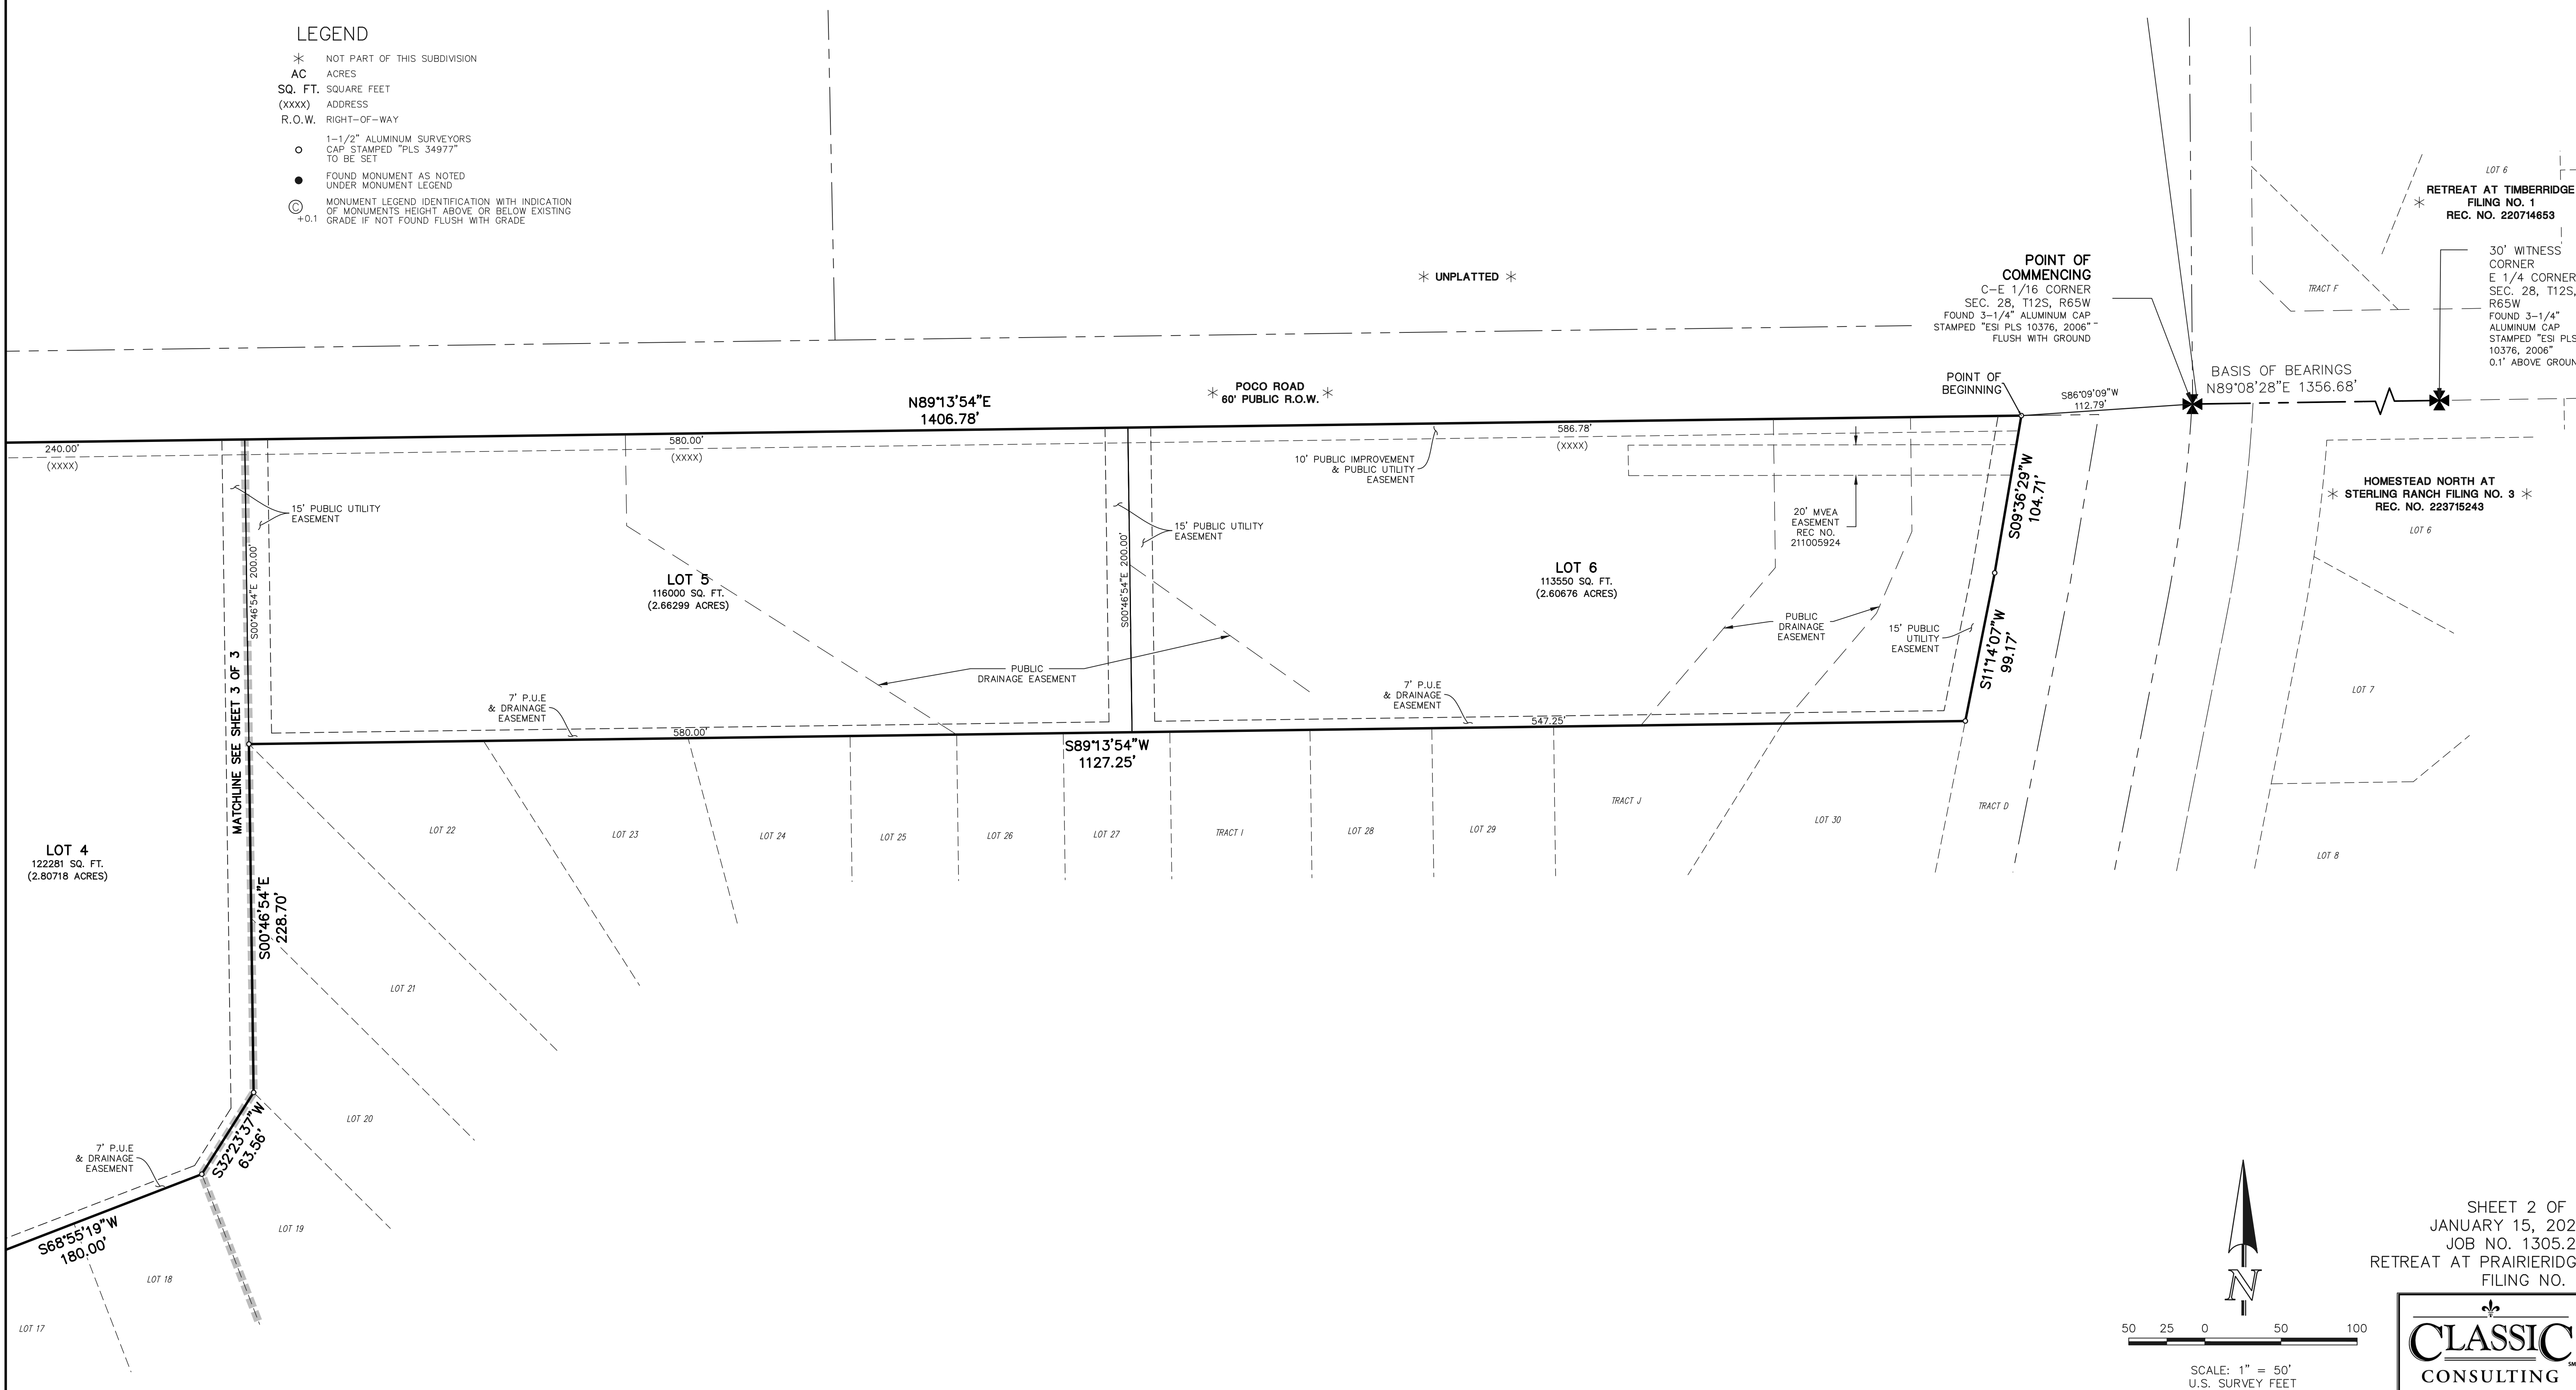 LEGEND
NOT PART OF THIS SUBDIVISION
AC ACRES
SQ. FT. SQUARE FEET
(XXXX) ADDRESS
R.O.W. RIGHT-OF-WAY
1-1/2" ALUMINUM SURVEYORS
CAP STAMPED "PLS 34977"
TO BE SET
FOUND MONUMENT AS NOTED
UNDER MONUMENT LEGEND
C
+0.1
MONUMENT LEGEND IDENTIFICATION WITH INDICATION
OF MONUMENTS HEIGHT ABOVE OR BELOW EXISTING
GRADE IF NOT FOUND FLUSH WITH GRADE
UNPLATTED
POINT OF
COMMENCING
C-E 1/16 CORNER
SEC. 28, T12S, R65W
FOUND 3-1/4" ALUMINUM CAP
STAMPED "ESI PLS 10376, 2006"
FLUSH WITH GROUND
LOT 6
RETREAT AT TIMBERRIDGE
FILING NO. 1
REC. NO. 220714653
30' WITNESS
CORNER
E 1/4 CORNER
SEC. 28, T12S,
R65W
FOUND 3-1/4"
ALUMINUM CAP
STAMPED "ESI PLS
10376, 2006"
0.1' ABOVE GROUN
TRACT F
BASIS OF BEARINGS
N89°08'28"E 1356.68'
POINT OF
BEGINNING
S86°09'09"W
112.79'
POCO ROAD
60' PUBLIC R.O.W.
N89°13'54"E
1406.78'
240.00'
(XXXX)
580.00'
(XXXX)
586.78'
(XXXX)
10' PUBLIC IMPROVEMENT
& PUBLIC UTILITY
EASEMENT
15' PUBLIC UTILITY
EASEMENT
15' PUBLIC UTILITY
EASEMENT
20' MVEA
EASEMENT
REC NO.
211005924
S09°36'29"W
104.71'
HOMESTEAD NORTH AT
STERLING RANCH FILING NO. 3
REC. NO. 223715243
LOT 6
S00°46'54"E 200.00'
S00°46'54"E 200.00'
LOT 5
116000 SQ. FT.
(2.66299 ACRES)
LOT 6
113550 SQ. FT.
(2.60676 ACRES)
PUBLIC
DRAINAGE
EASEMENT
15' PUBLIC
UTILITY
EASEMENT
S11°14'07"W
99.17'
PUBLIC
DRAINAGE EASEMENT
7' P.U.E
& DRAINAGE
EASEMENT
7' P.U.E
& DRAINAGE
EASEMENT
LOT 7
580.00'
547.25'
S89°13'54"W
1127.25'
MATCHLINE SEE SHEET 3 OF 3
LOT 22
LOT 23
LOT 24
LOT 25
LOT 26
LOT 27
TRACT I
LOT 28
LOT 29
TRACT J
LOT 30
TRACT D
LOT 8
LOT 4
122281 SQ. FT.
(2.80718 ACRES)
S00°46'54"E
228.70'
LOT 21
LOT 20
S32°23'37"W
63.56'
7' P.U.E
& DRAINAGE
EASEMENT
LOT 19
S68°55'19"W
180.00'
LOT 18
LOT 17
N
50 25 0 50 100
SCALE: 1" = 50'
U.S. SURVEY FEET
SHEET 2 OF
JANUARY 15, 202
JOB NO. 1305.2
RETREAT AT PRAIRIERIDG
FILING NO.
CLASSIC
SM
CONSULTING